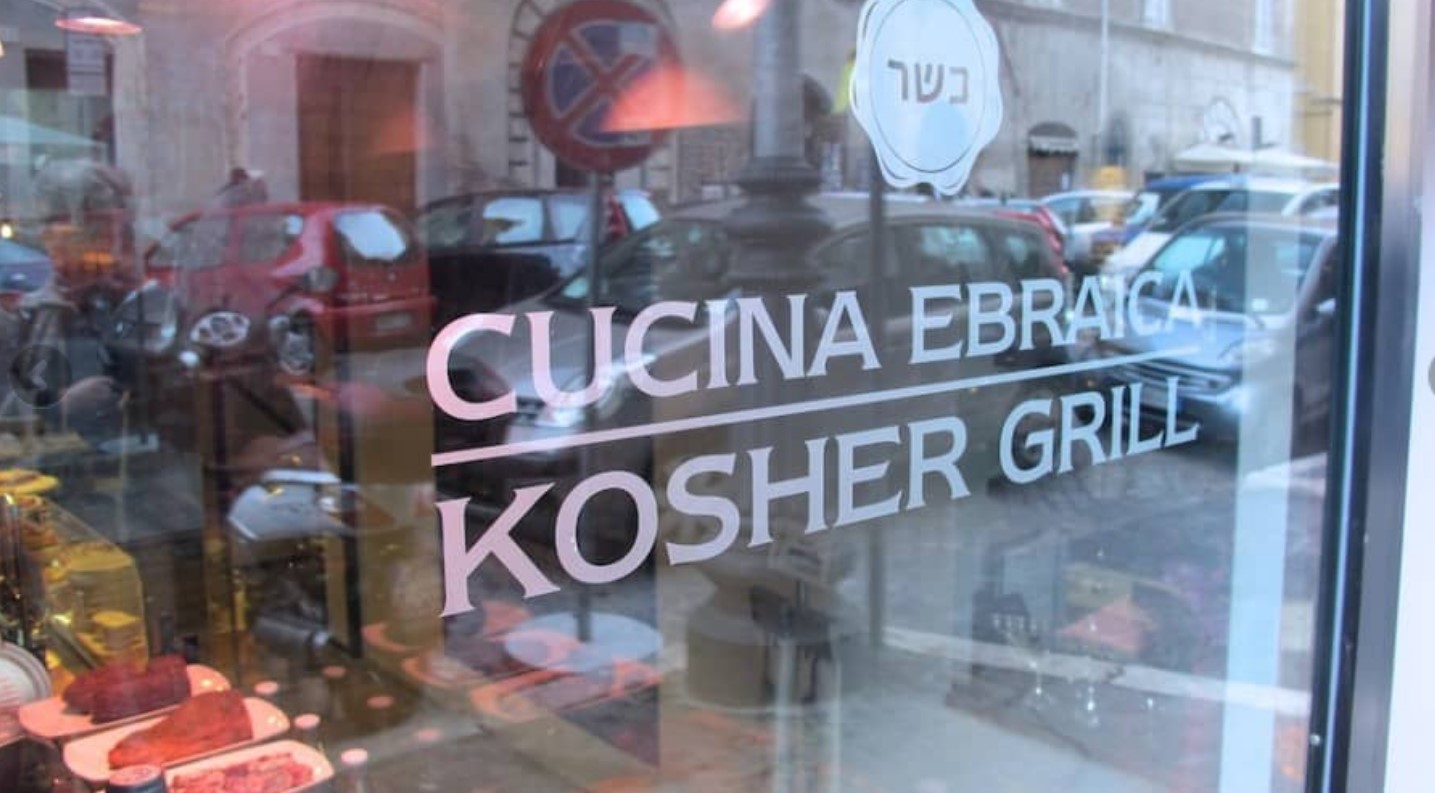 כשר
CUCINA EBRAICA
KOSHER GRILL